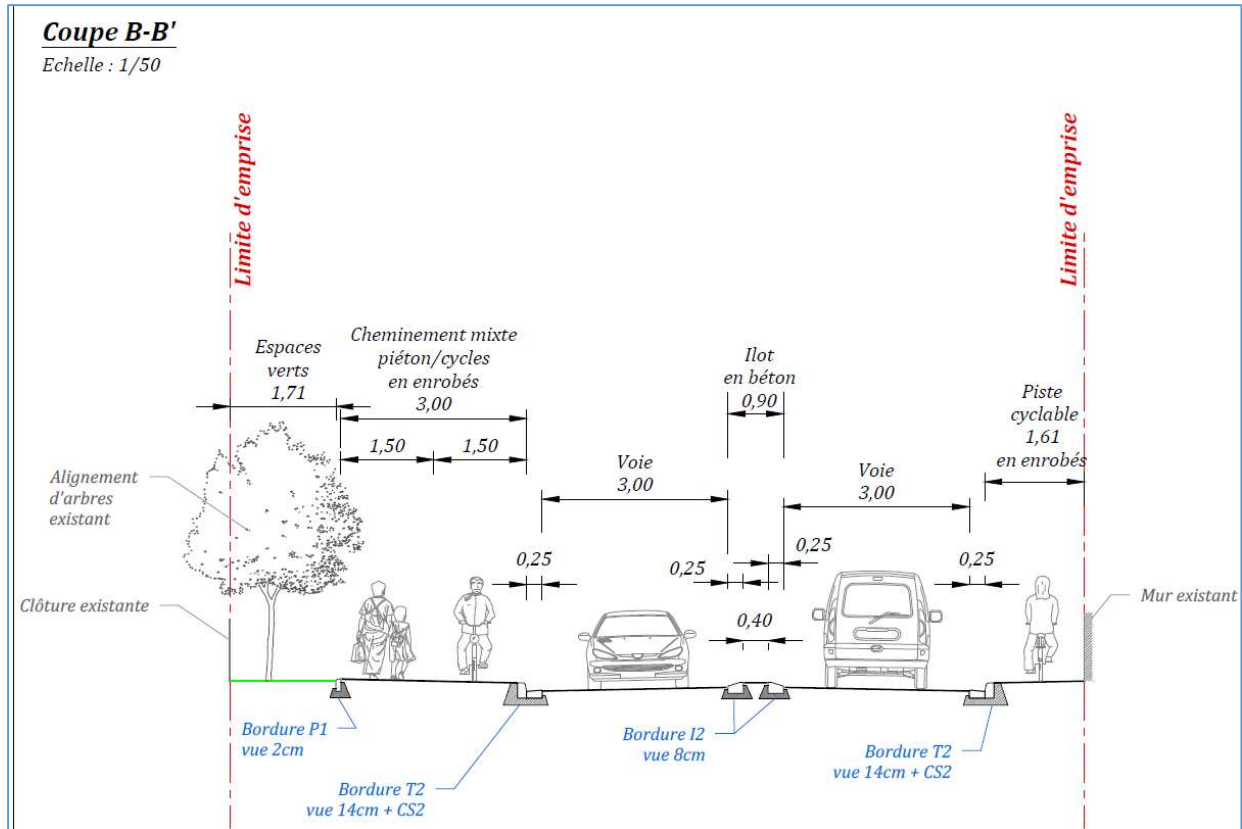 Coupe B-B'
Echelle : 1/50
Limite d'emprise
Limite d'emprise
Espaces
verts
1,71
Cheminement mixte
piéton/cycles
en enrobés
3,00
1,50
1,50
Ilot
en béton
0,90
Piste
cyclable
1,61
en enrobés
Voie
3,00
Voie
3,00
Alignement
d'arbres
existant
0,25
0,25
0,25
0,25
0,40
Clôture existante
Mur existant
Bordure P1
vue 2cm
Bordure T2
vue 14cm + CS2
Bordure I2
vue 8cm
Bordure T2
vue 14cm + CS2